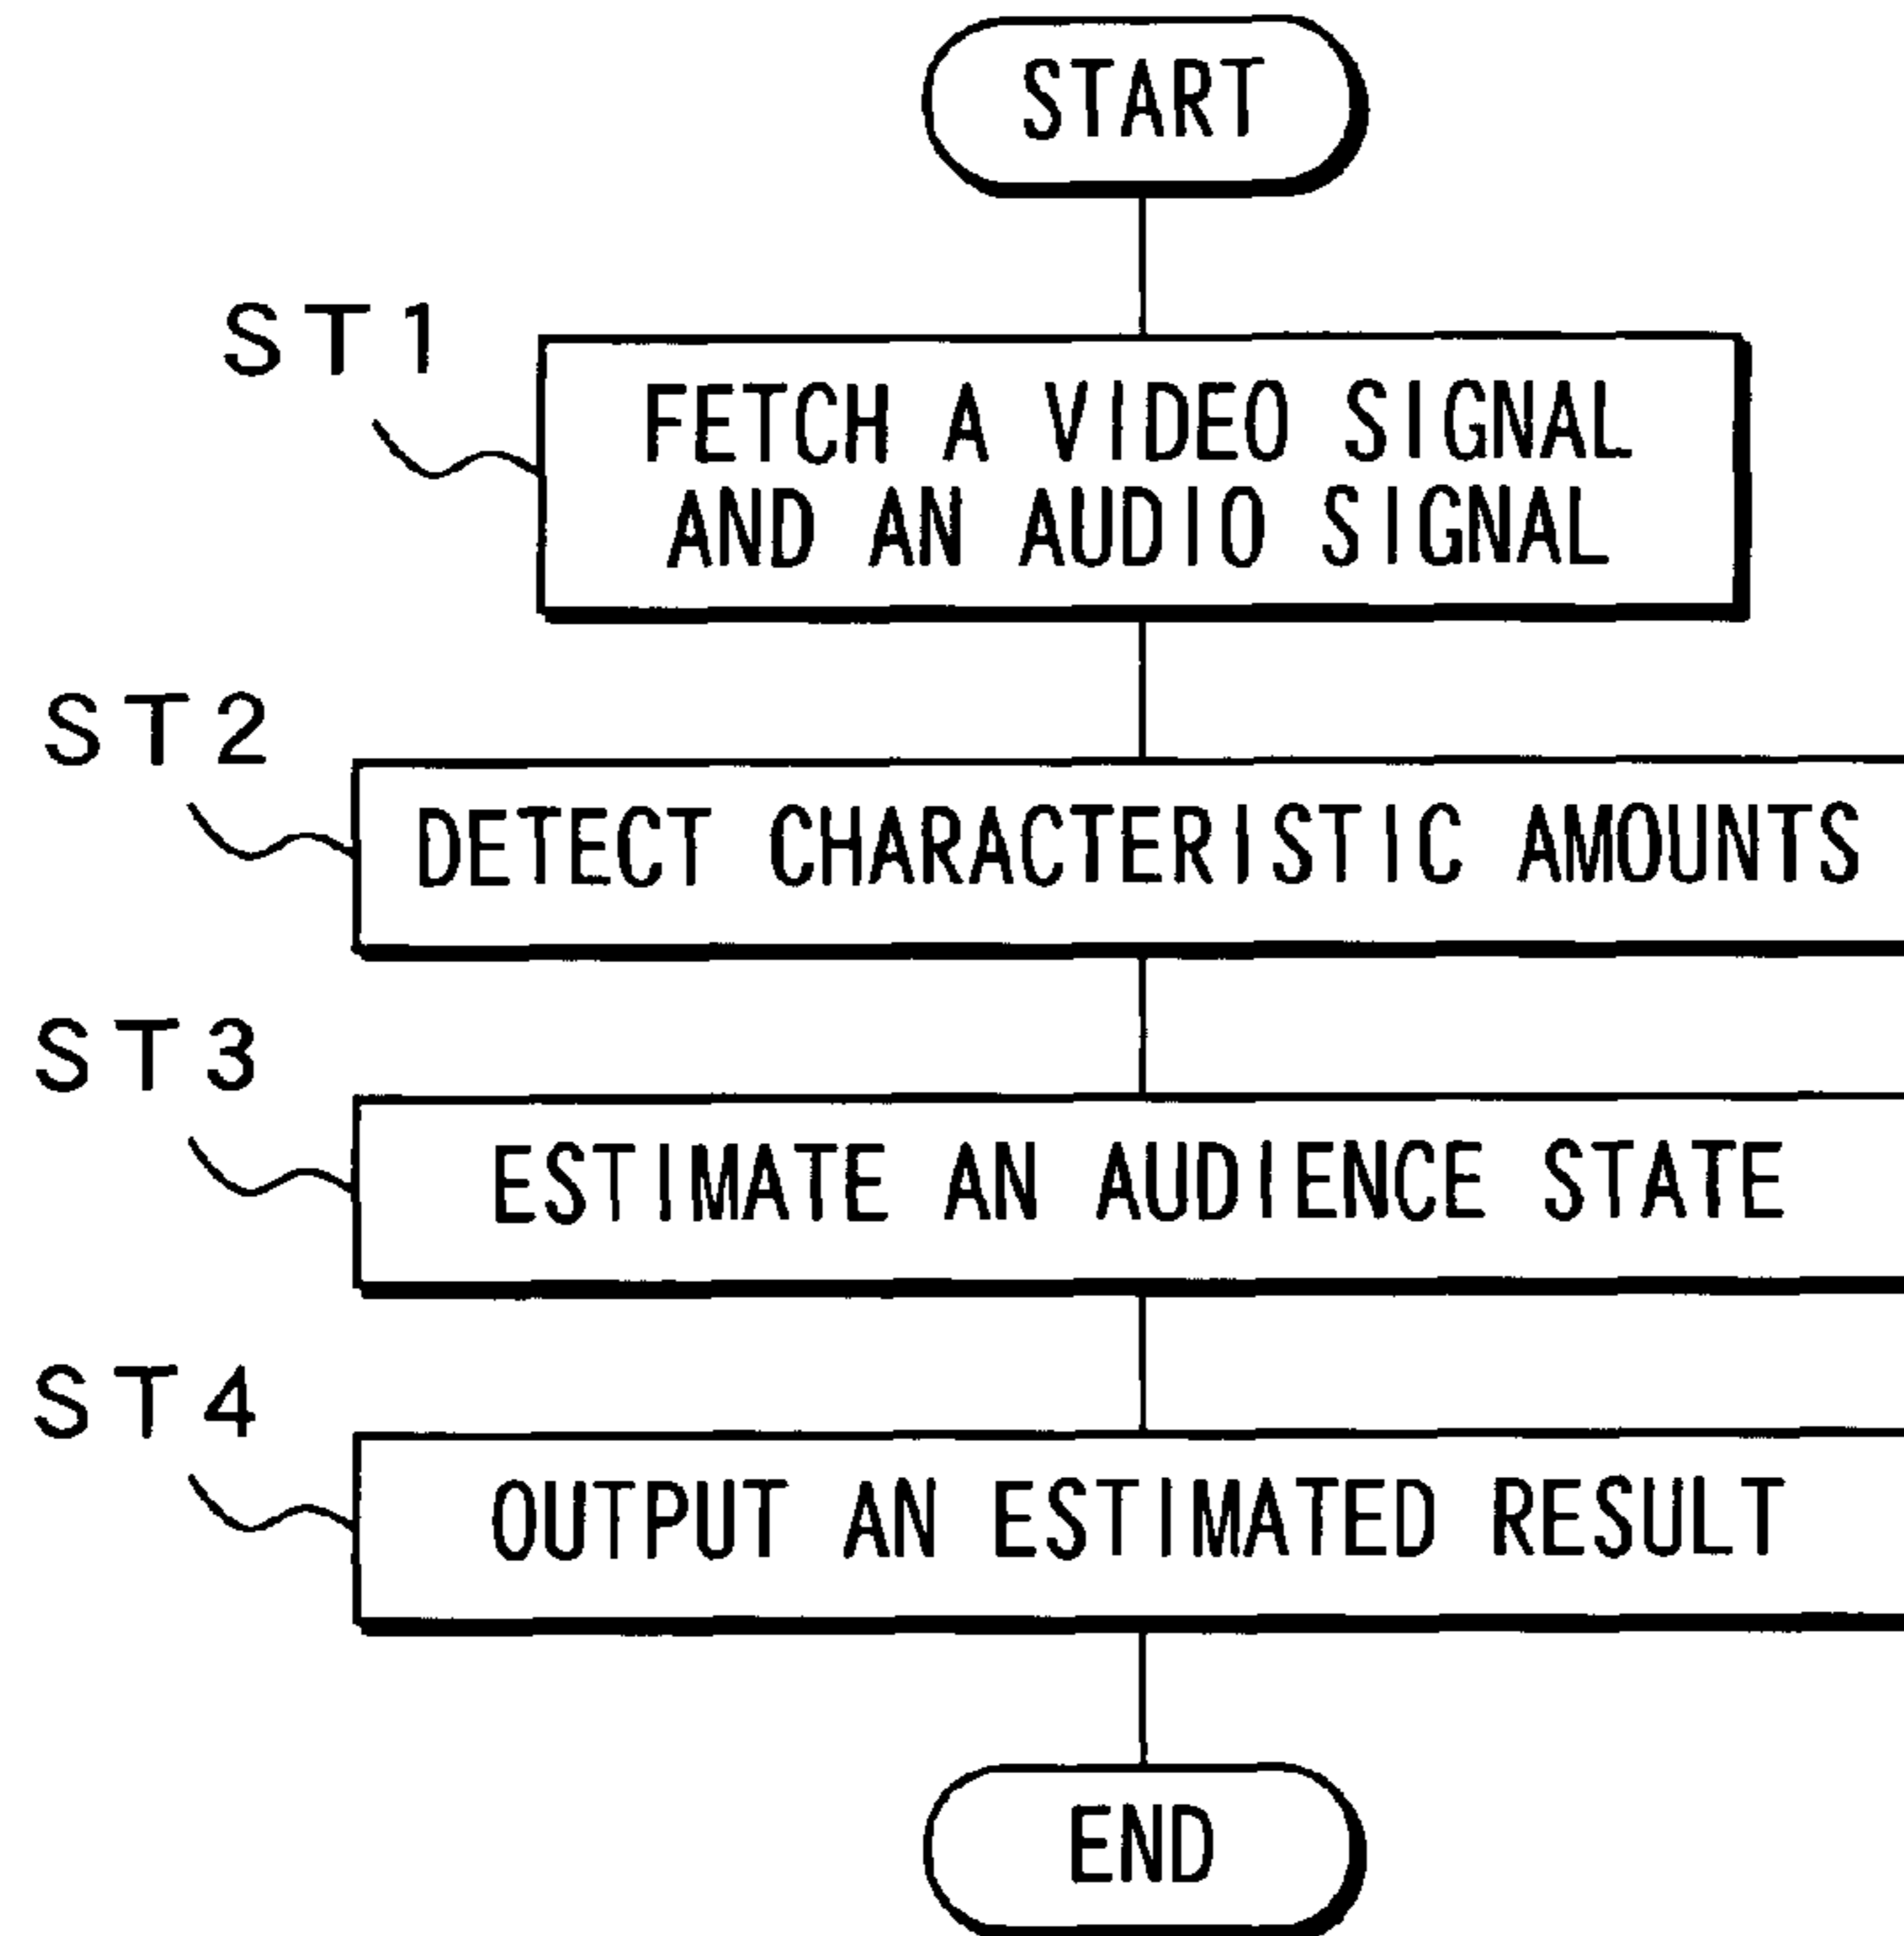 START
ST1
FETCH A VIDEO SIGNAL
AND AN AUDIO SIGNAL
ST2
DETECT CHARACTERISTIC AMOUNTS
ST3
ESTIMATE AN AUDIENCE STATE
ST4
OUTPUT AN ESTIMATED RESULT
END